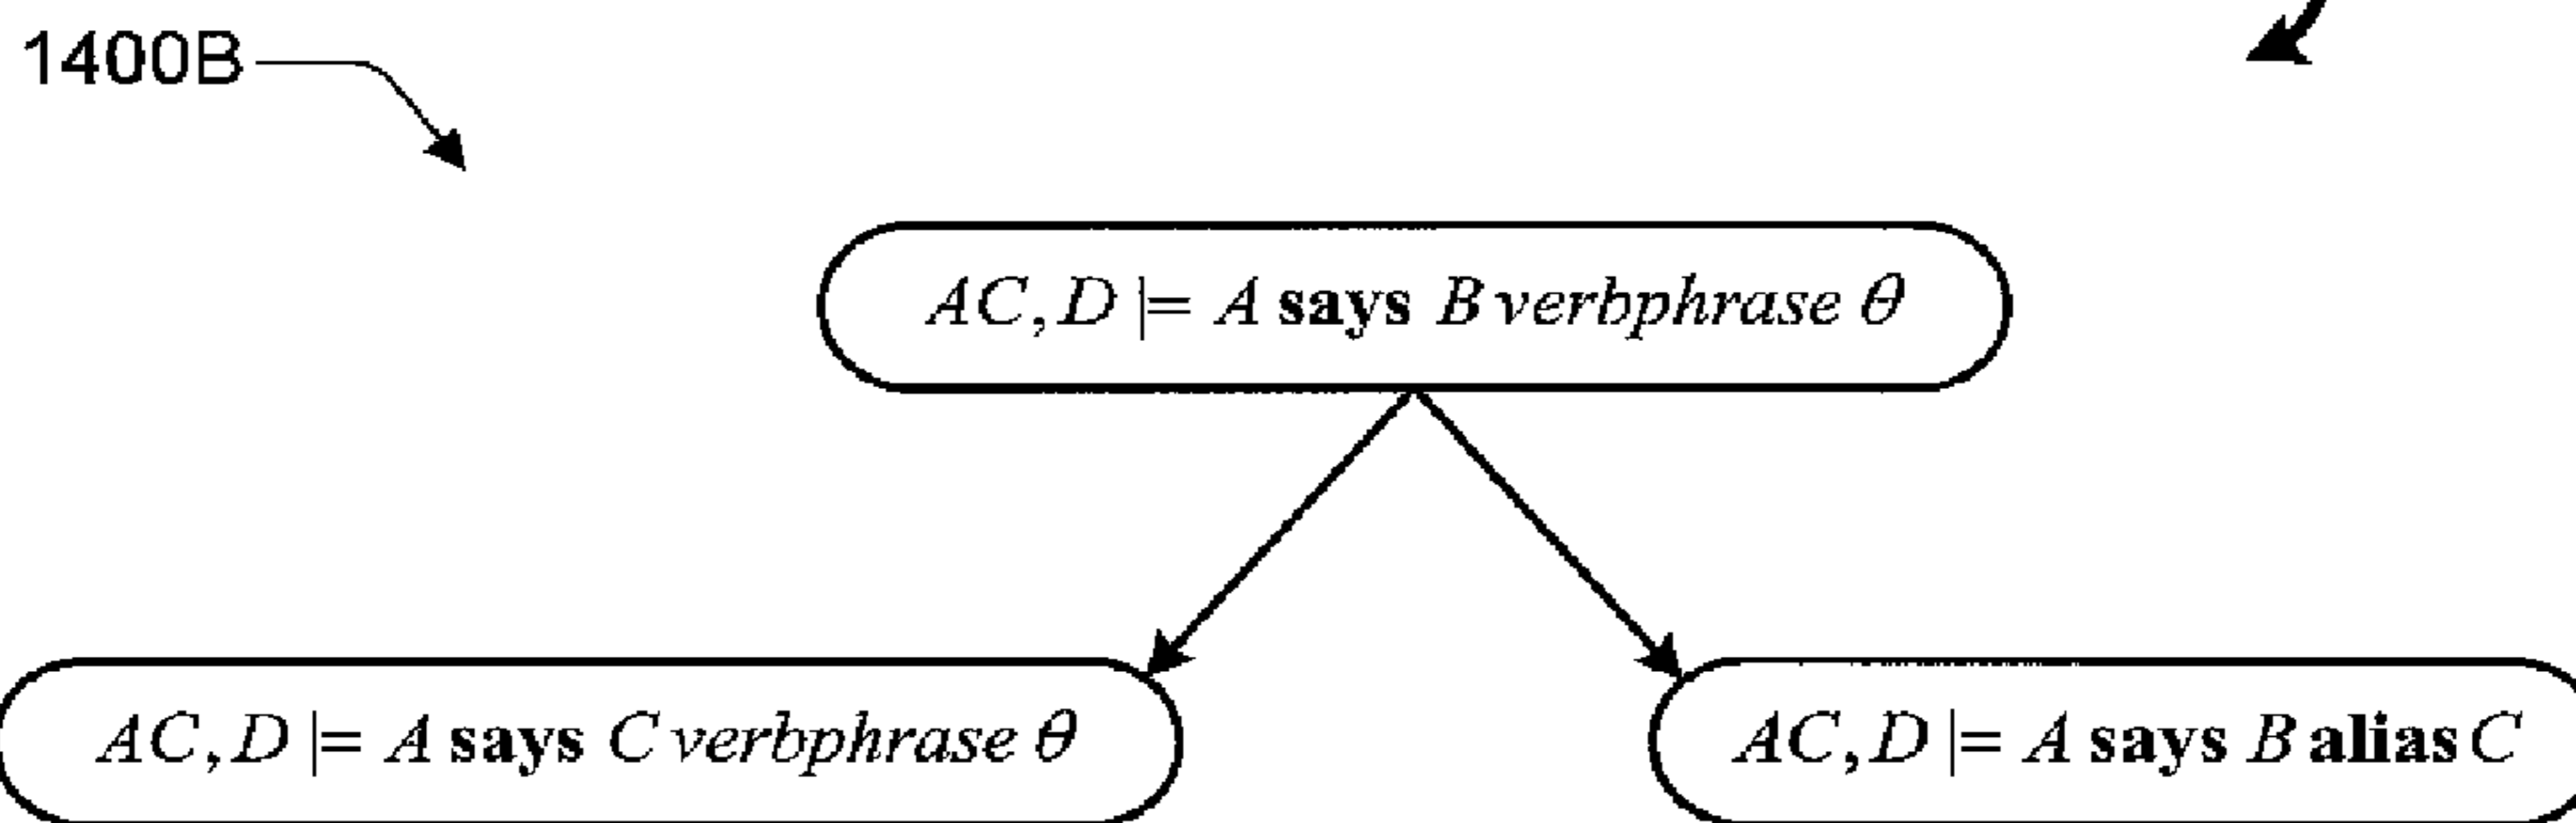 1400B
AC, D |= A says B verbphrase θ
AC, D |= A says C verbphrase θ
AC, D |= A says B alias C